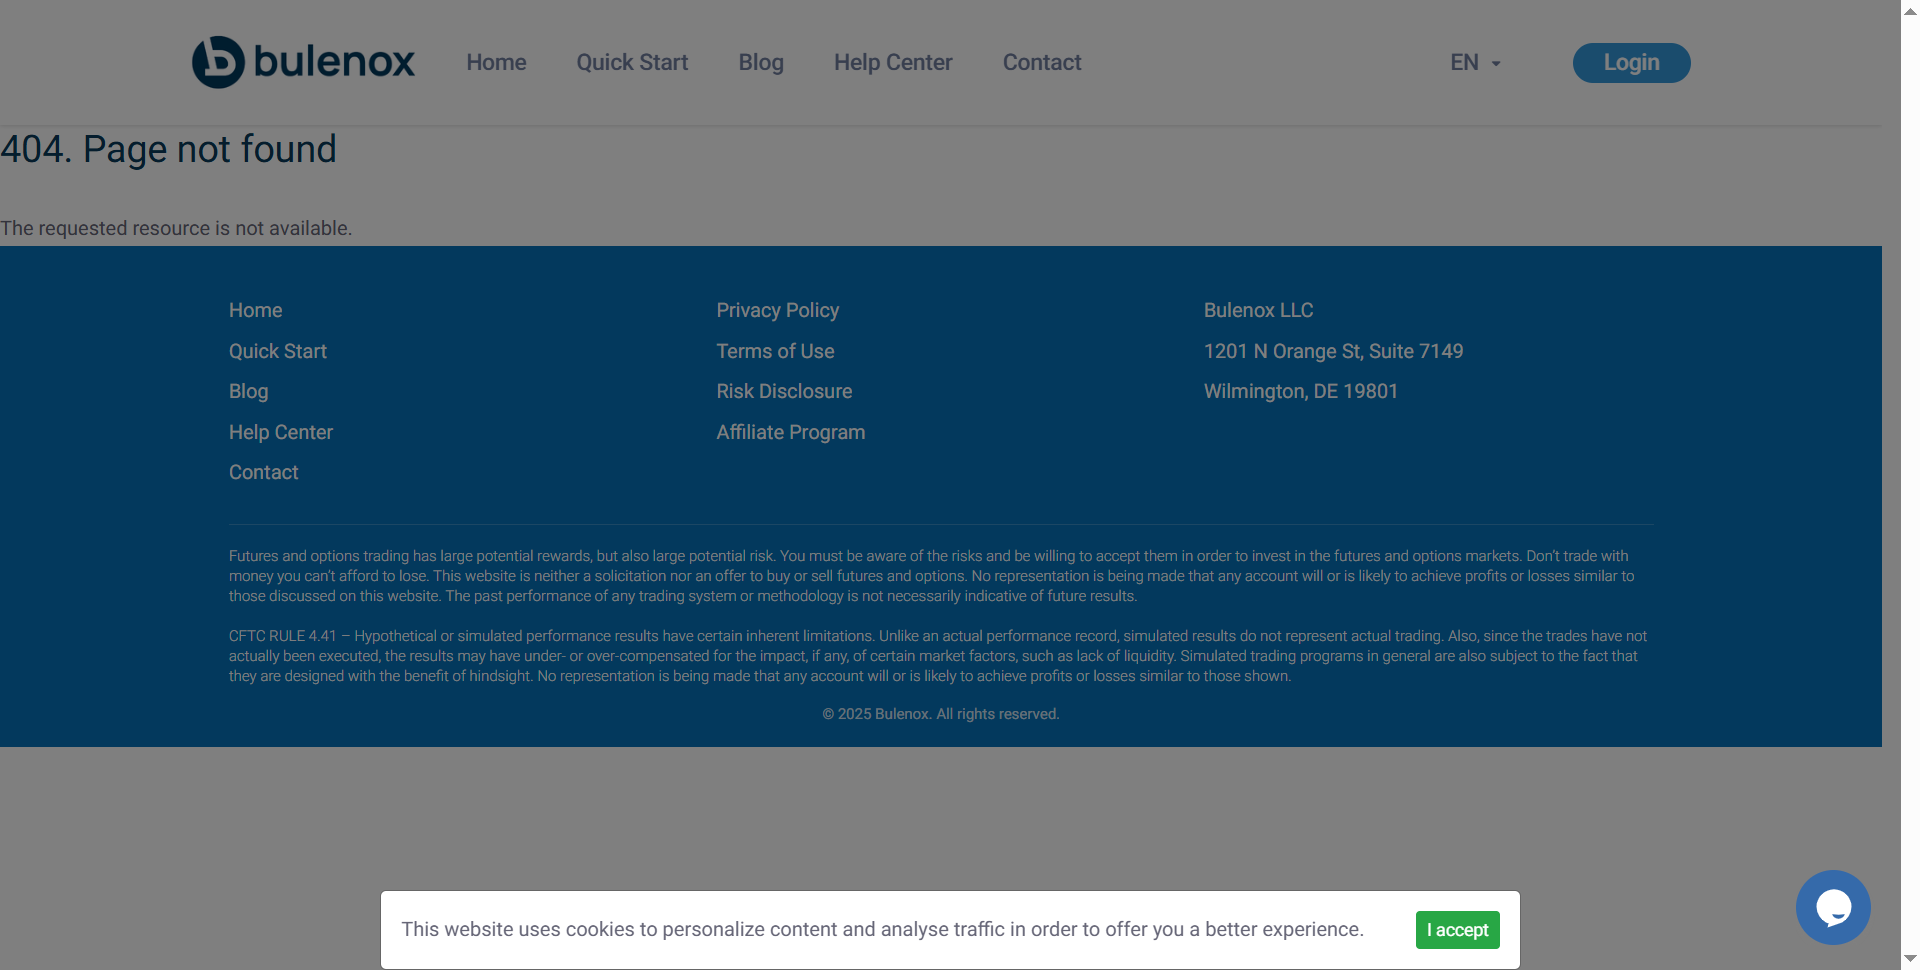 bulenox Home Quick Start Blog Help Center Contact EN Login
404. Page not found
The requested resource is not available.
Home
Quick Start
Blog
Help Center
Contact
Privacy Policy
Terms of Use
Risk Disclosure
Affiliate Program
Bulenox LLC
1201 N Orange St, Suite 7149
Wilmington, DE 19801
Futures and options trading has large potential rewards, but also large potential risk. You must be aware of the risks and be willing to accept them in order to invest in the futures and options markets. Don't trade with
money you can't afford to lose. This website is neither a solicitation nor an offer to buy or sell futures and options. No representation is being made that any account will or is likely to achieve profits or losses similar to
those discussed on this website. The past performance of any trading system or methodology is not necessarily indicative of future results.
CFTC RULE 4.41 – Hypothetical or simulated performance results have certain inherent limitations. Unlike an actual performance record, simulated results do not represent actual trading. Also, since the trades have not
actually been executed, the results may have under- or over-compensated for the impact, if any, of certain market factors, such as lack of liquidity. Simulated trading programs in general are also subject to the fact that
they are designed with the benefit of hindsight. No representation is being made that any account will or is likely to achieve profits or losses similar to those shown.
© 2025 Bulenox. All rights reserved.
This website uses cookies to personalize content and analyse traffic in order to offer you a better experience. I accept